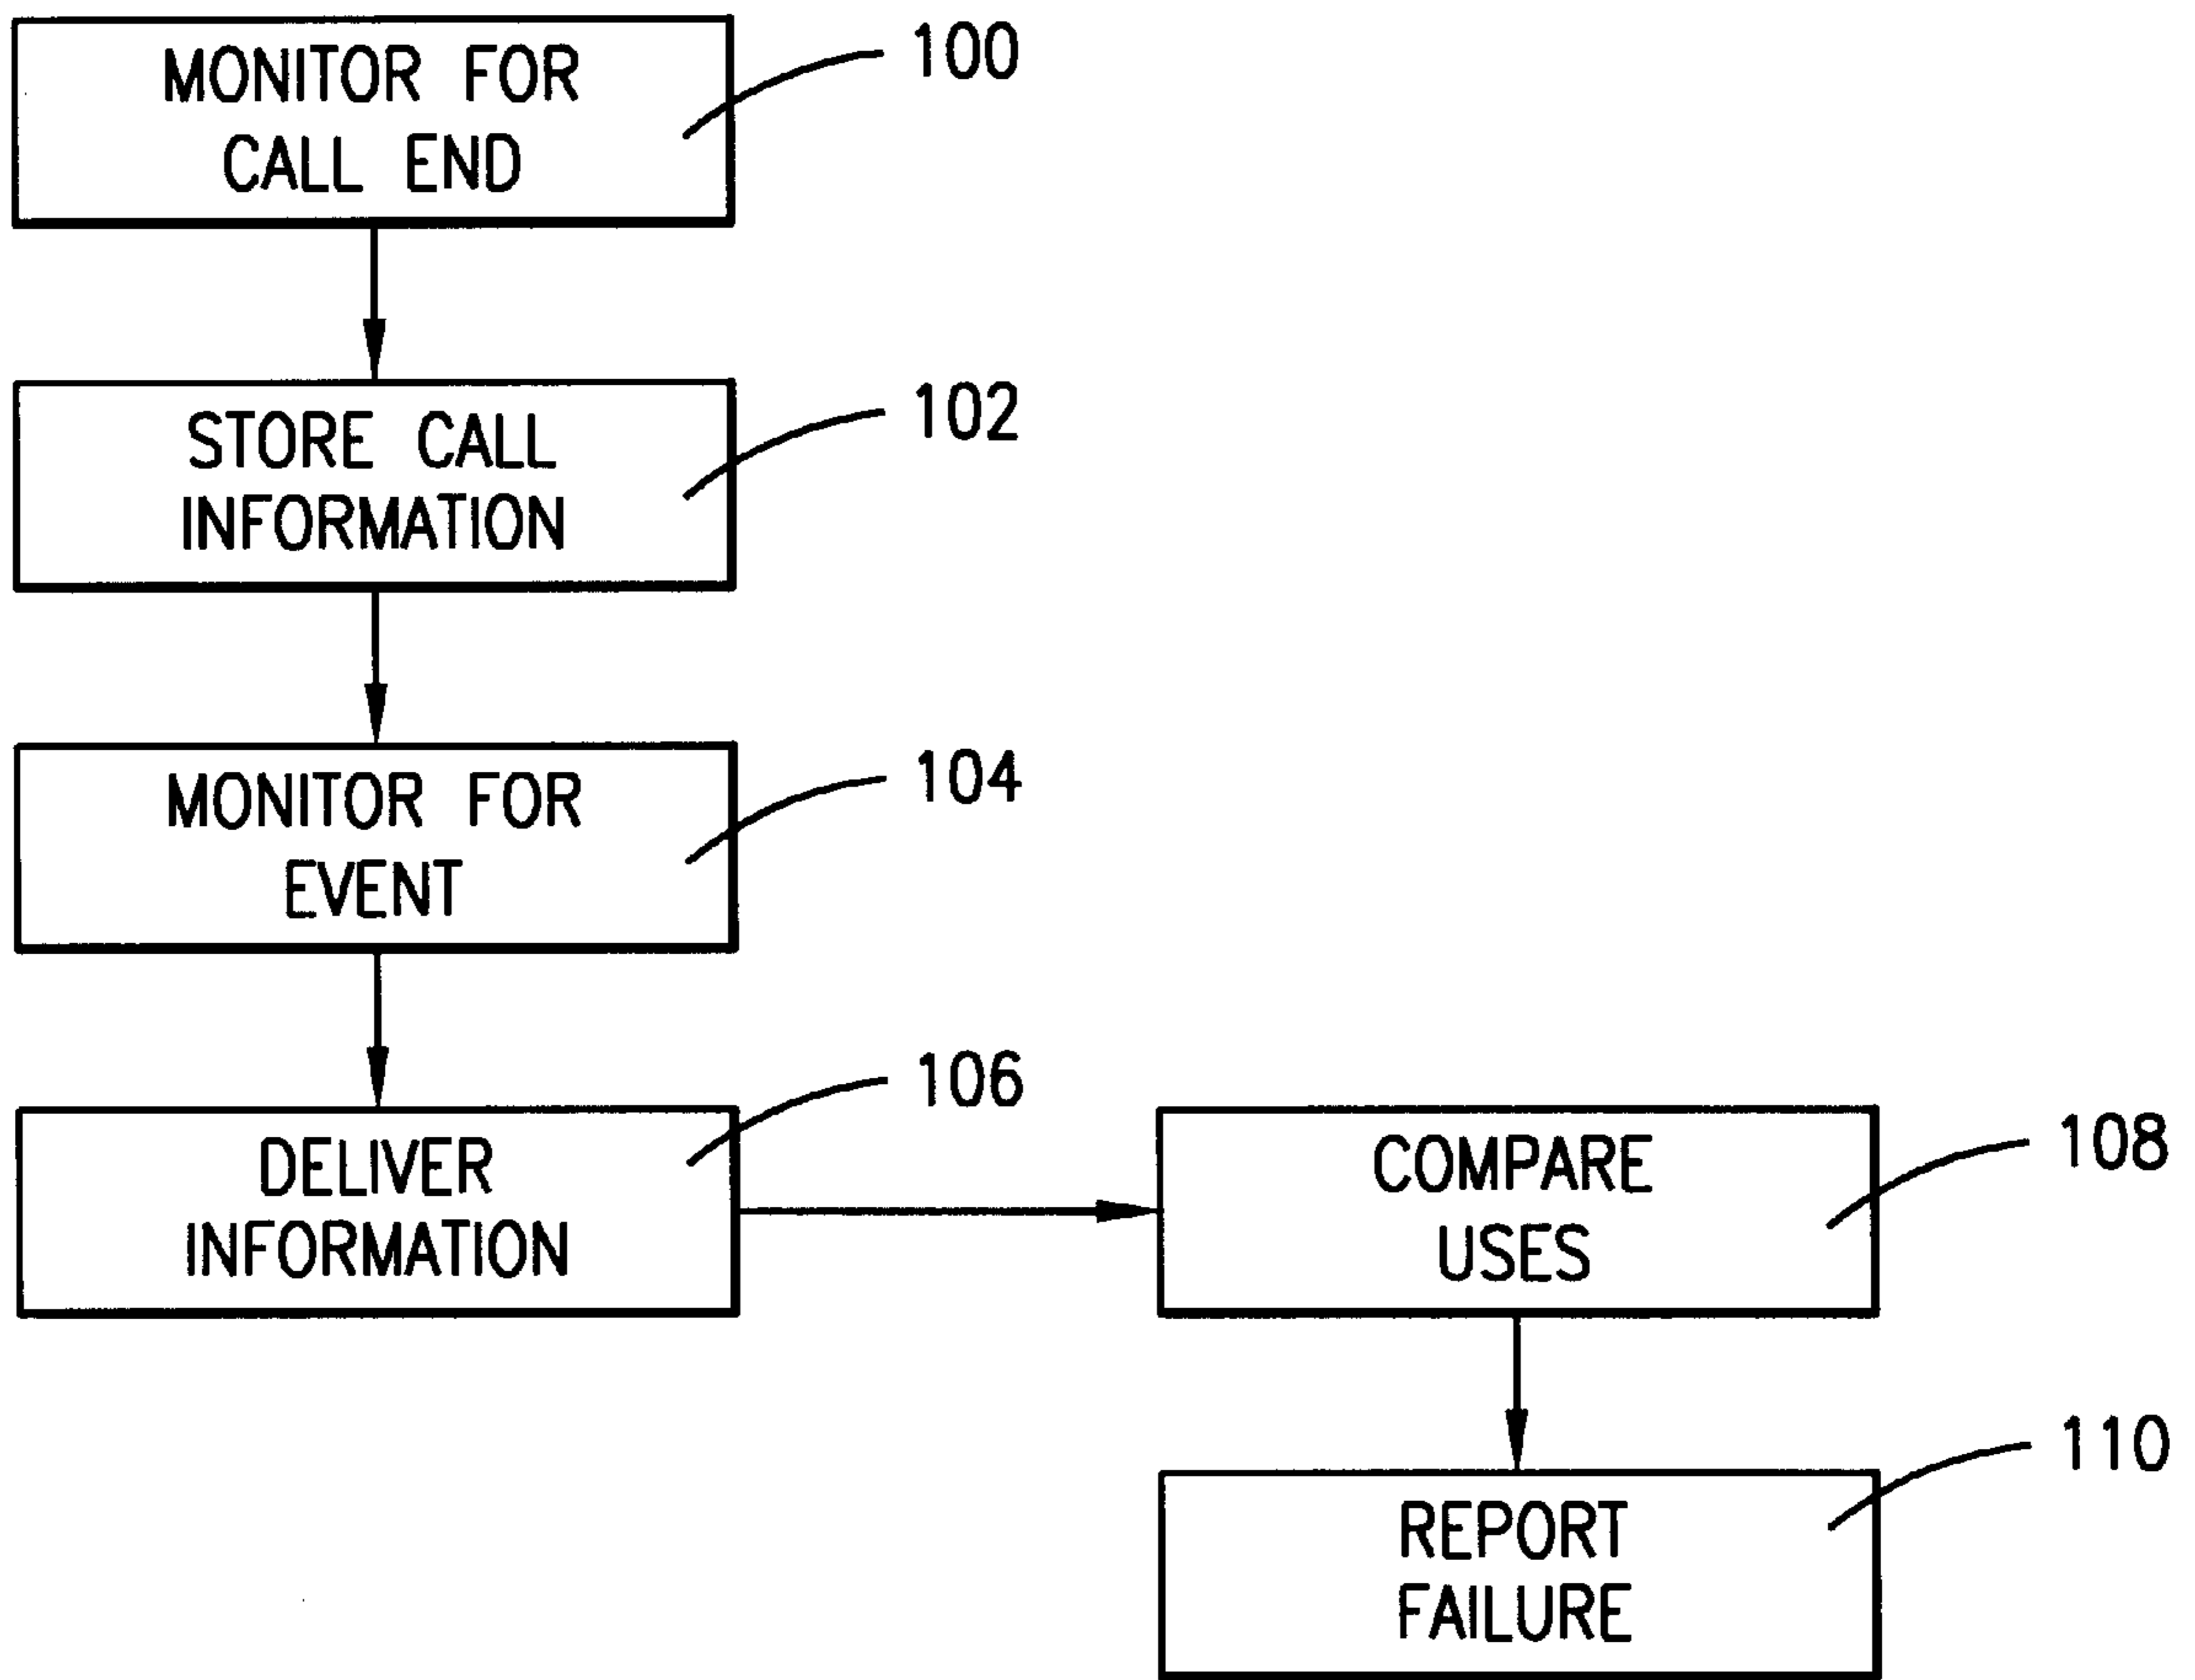 MONITOR FOR
CALL END
100
STORE CALL
INFORMATION
102
MONITOR FOR
EVENT
104
DELIVER
INFORMATION
106
COMPARE
USES
108
REPORT
FAILURE
110